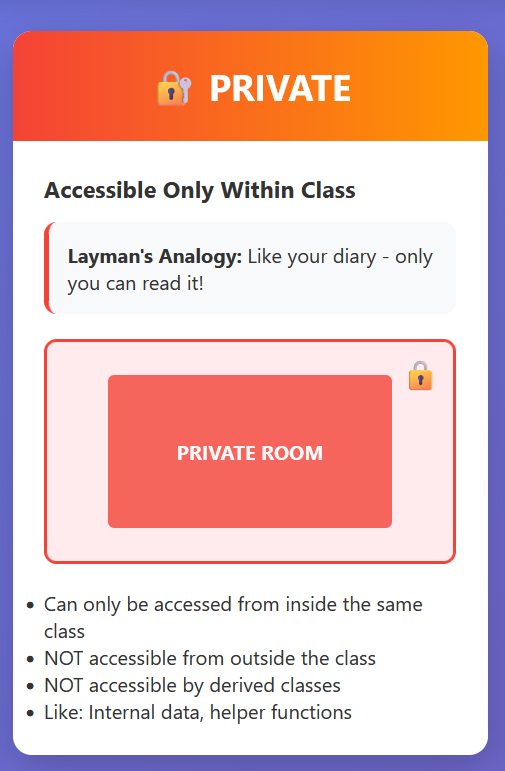 PRIVATE
Accessible Only Within Class
Layman's Analogy: Like your diary - only
you can read it!
PRIVATE ROOM
Can only be accessed from inside the same
class
NOT accessible from outside the class
NOT accessible by derived classes
Like: Internal data, helper functions